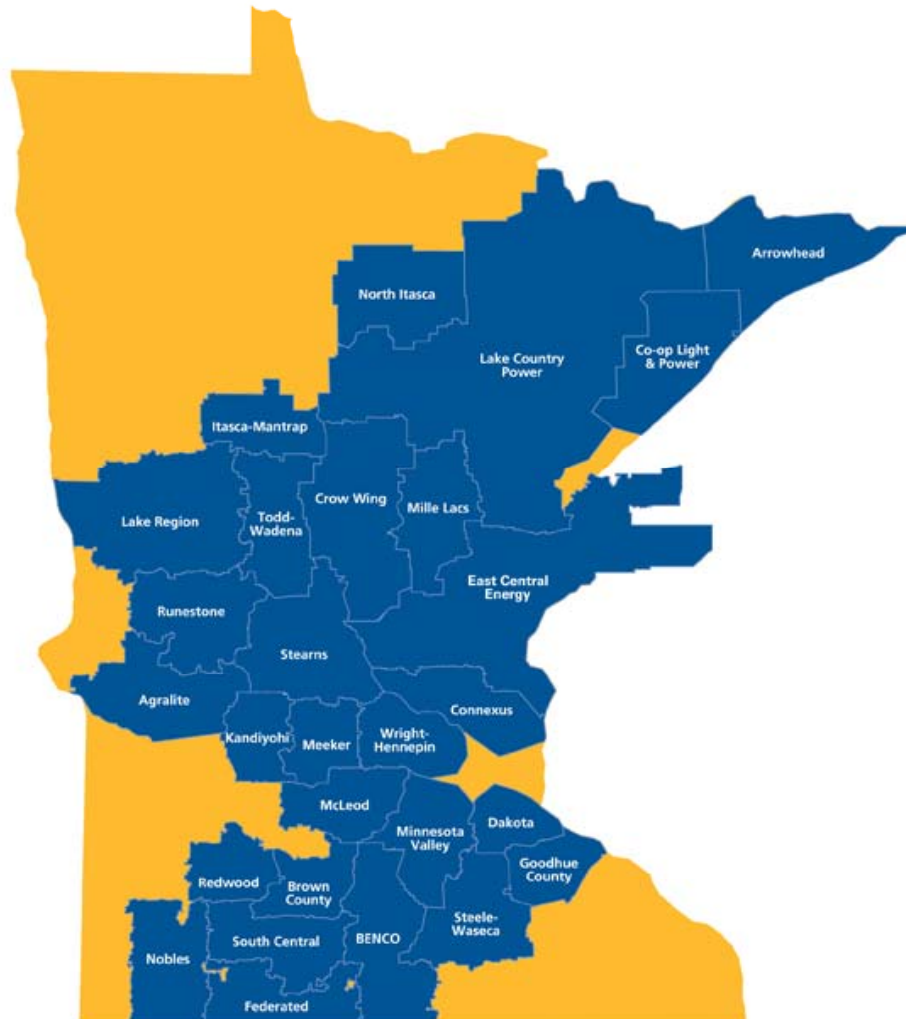 Arrowhead
North Itasca
Co-op Light
& Power
Lake Country
Power
Itasca-Mantrap
Crow Wing
Mille Lacs
Lake Region
Todd-
Wadena
East Central
Energy
Runestone
Stearns
Agralite
Connexus
Kandiyohi
Meeker
Wright-
Hennepin
McLeod
Minnesota
Valley
Dakota
Goodhue
County
Redwood
Brown
County
Steele-
Waseca
South Central
BENCO
Nobles
Federated